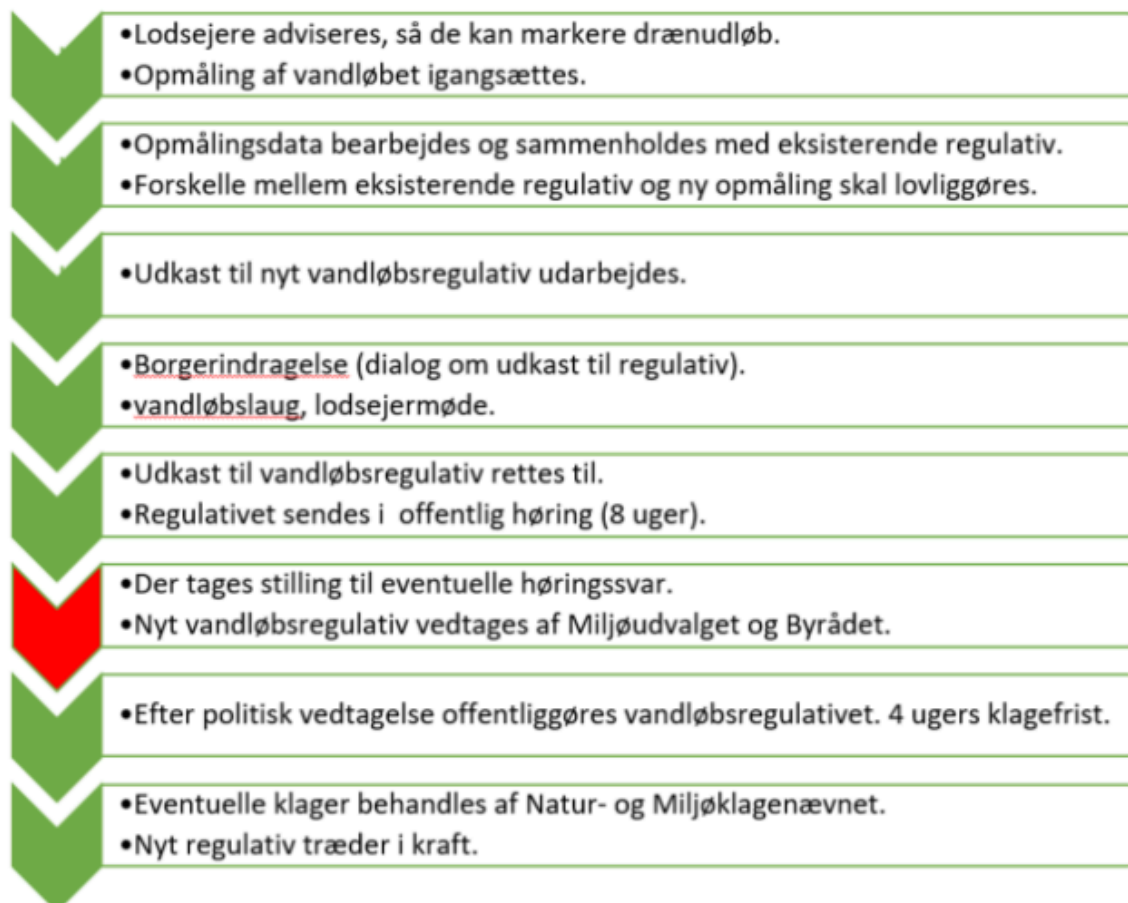 •Lodsejere adviseres, så de kan markere drænudløb.
•Opmåling af vandløbet igangsættes.
•Opmålingsdata bearbejdes og sammenholdes med eksisterende regulativ.
•Forskelle mellem eksisterende regulativ og ny opmåling skal lovliggøres.
•Udkast til nyt vandløbsregulativ udarbejdes.
•Borgerindragelse (dialog om udkast til regulativ).
•vandløbslaug, lodsejermøde.
•Udkast til vandløbsregulativ rettes til.
•Regulativet sendes i  offentlig høring (8 uger).
•Der tages stilling til eventuelle høringssvar.
•Nyt vandløbsregulativ vedtages af Miljøudvalget og Byrådet.
•Efter politisk vedtagelse offentliggøres vandløbsregulativet. 4 ugers klagefrist.
•Eventuelle klager behandles af Natur- og Miljøklagenævnet.
•Nyt regulativ træder i kraft.